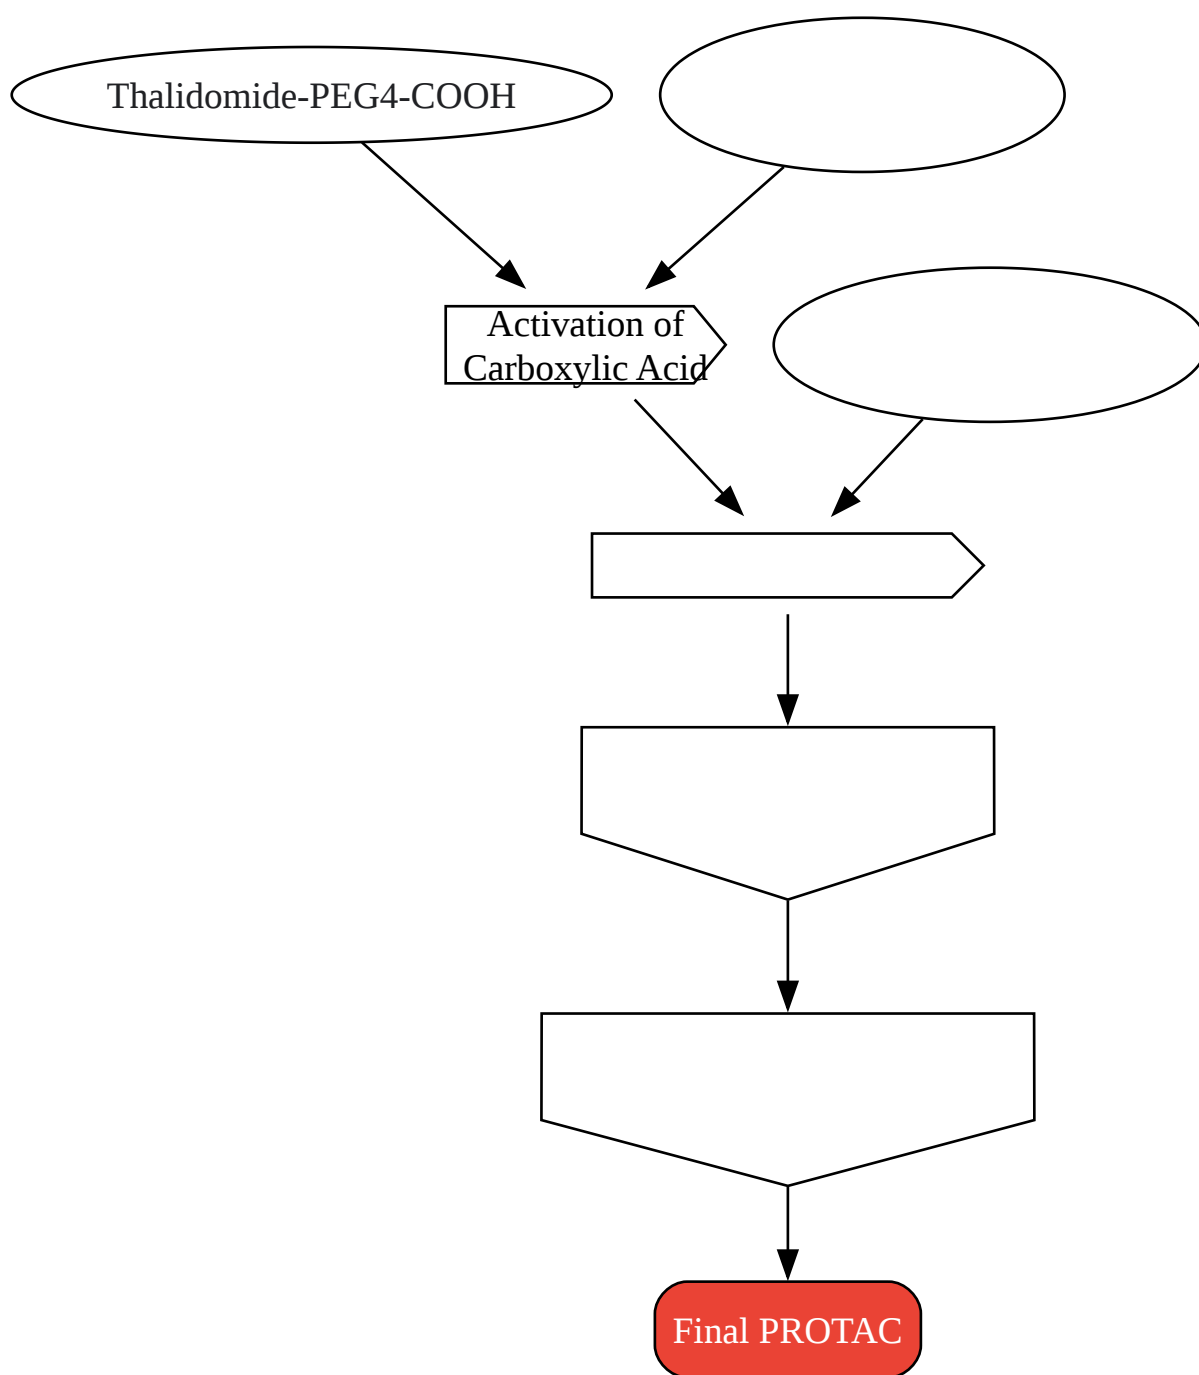 Thalidomide-PEG4-COOH
Activation of
Carboxylic Acid
Final PROTAC